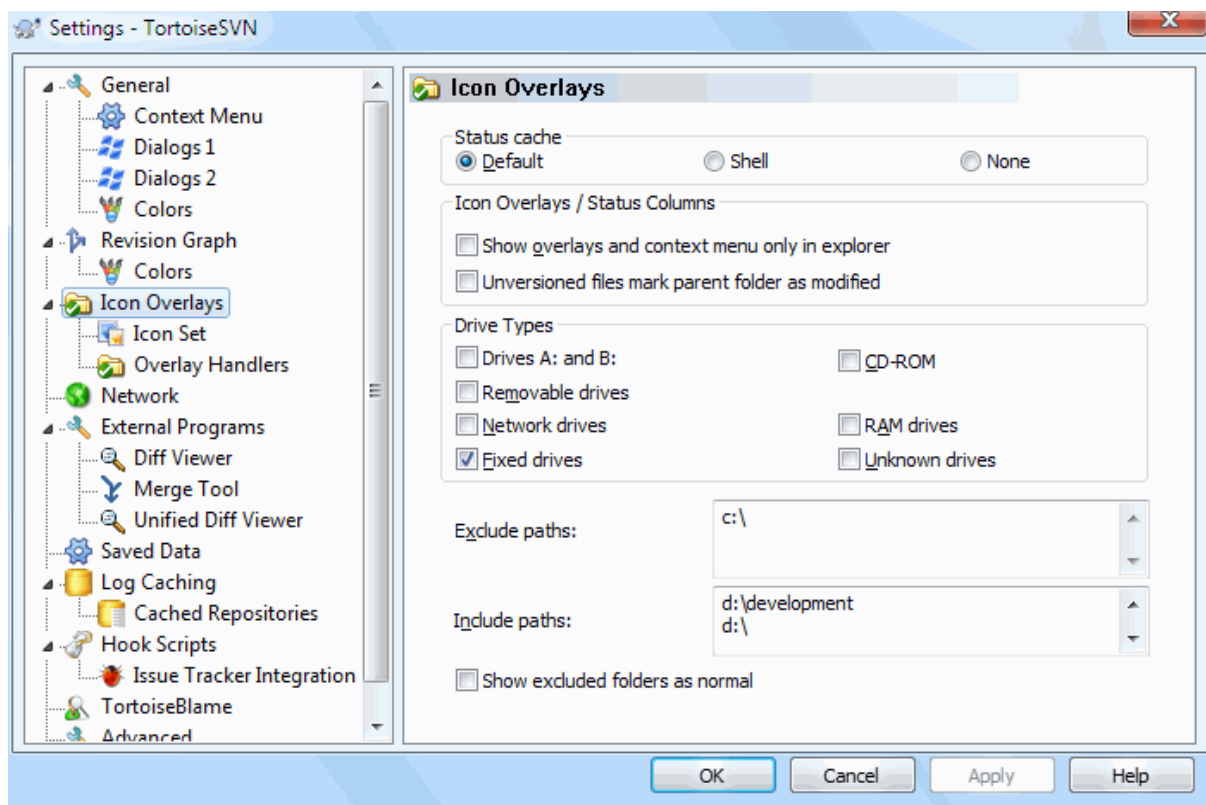 Settings - TortoiseSVN
General
Context Menu
Dialogs 1
Dialogs 2
Colors
Revision Graph
Colors
Icon Overlays
Icon Set
Overlay Handlers
Network
External Programs
Diff Viewer
Merge Tool
Unified Diff Viewer
Saved Data
Log Caching
Cached Repositories
Hook Scripts
Issue Tracker Integration
TortoiseBlame
Advanced
Icon Overlays
Status cache
Default Shell None
Icon Overlays / Status Columns
Show overlays and context menu only in explorer
Unversioned files mark parent folder as modified
Drive Types
Drives A: and B: CD-ROM
Removable drives
Network drives RAM drives
Fixed drives Unknown drives
Exclude paths: c:\
Include paths: d:\development
d:\
Show excluded folders as normal
OK Cancel Apply Help